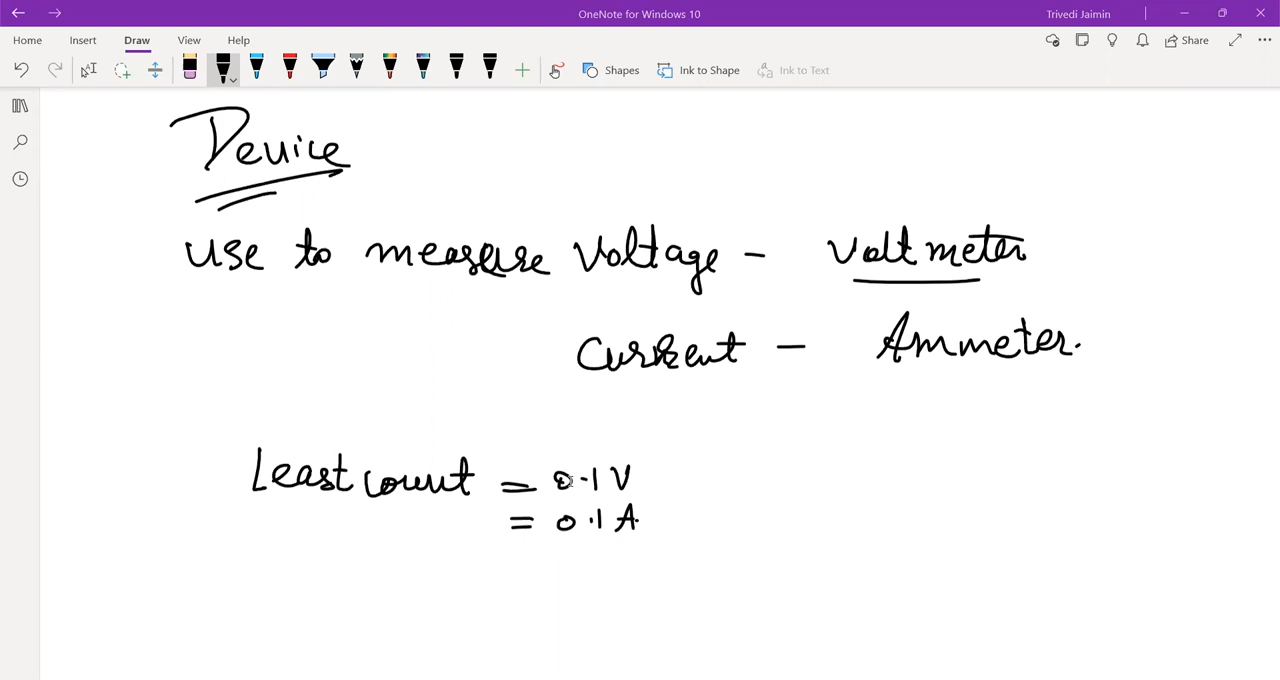 OneNote for Windows 10
Trivedi Jaimin
Home Insert Draw View Help
Share
Shapes Ink to Shape Ink to Text
Device
use to measure Voltage - Voltmeter
Current - Ammeter.
Least count = 0.1 V
= 0.1 A.